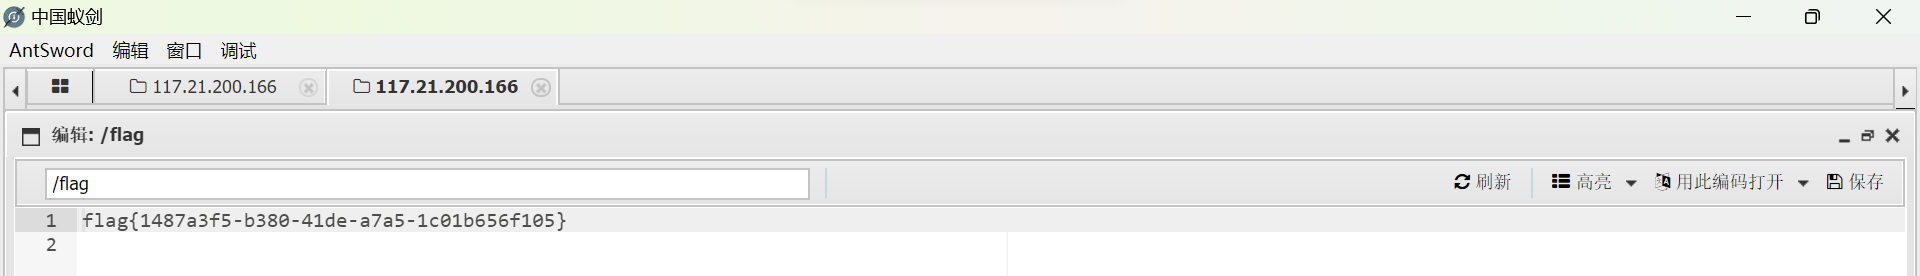 中国蚁剑
AntSword 编辑 窗口 调试
117.21.200.166 117.21.200.166
编辑: /flag
/flag 刷新 高亮 用此编码打开 保存
1 flag{1487a3f5-b380-41de-a7a5-1c01b656f105}
2